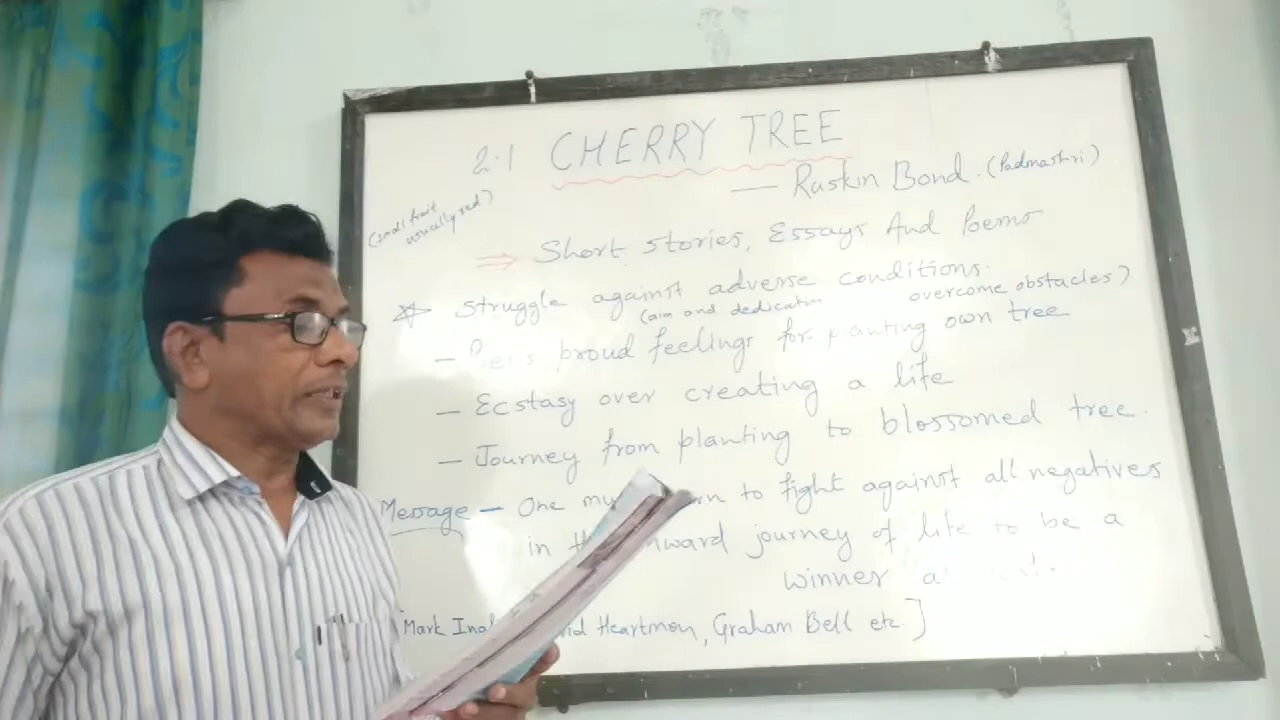 2.1 CHERRY TREE
— Ruskin Bond. (Padmashri)
(small fruit
usually red)
⇒ Short stories, Essays And Poems
☆ Struggle against adverse conditions.
(aim and dedication overcome obstacles)
— proud feelings for planting own tree
— Ecstasy over creating a life
— Journey from planting to blossomed tree.
Message — One to fight against all negatives
in journey of life to be a
winner
[Mark Heartmon, Graham Bell etc.]